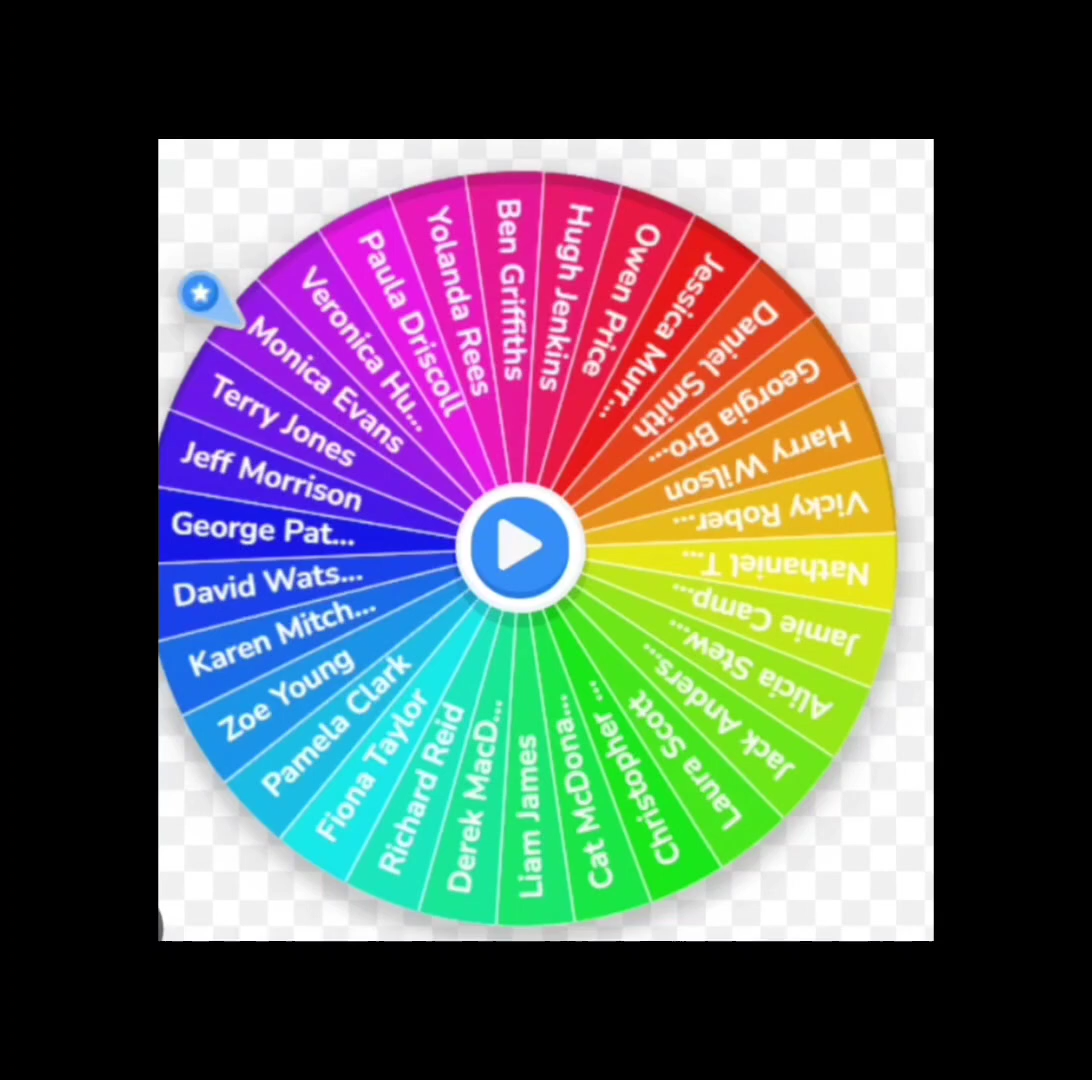 Ben Griffiths
Hugh Jenkins
Owen Price
Jessica Murr...
Daniel Smith
Georgia Bro...
Harry Wilson
Vicky Rober...
Nathaniel T...
Jamie Camp...
Alicia Stew...
Jack Anders...
Laura Scott
Christopher ...
Cat McDona...
Liam James
Derek MacD...
Richard Reid
Fiona Taylor
Pamela Clark
Zoe Young
Karen Mitch...
David Wats...
George Pat...
Jeff Morrison
Terry Jones
Monica Evans
Veronica Hu...
Paula Driscoll
Yolanda Rees